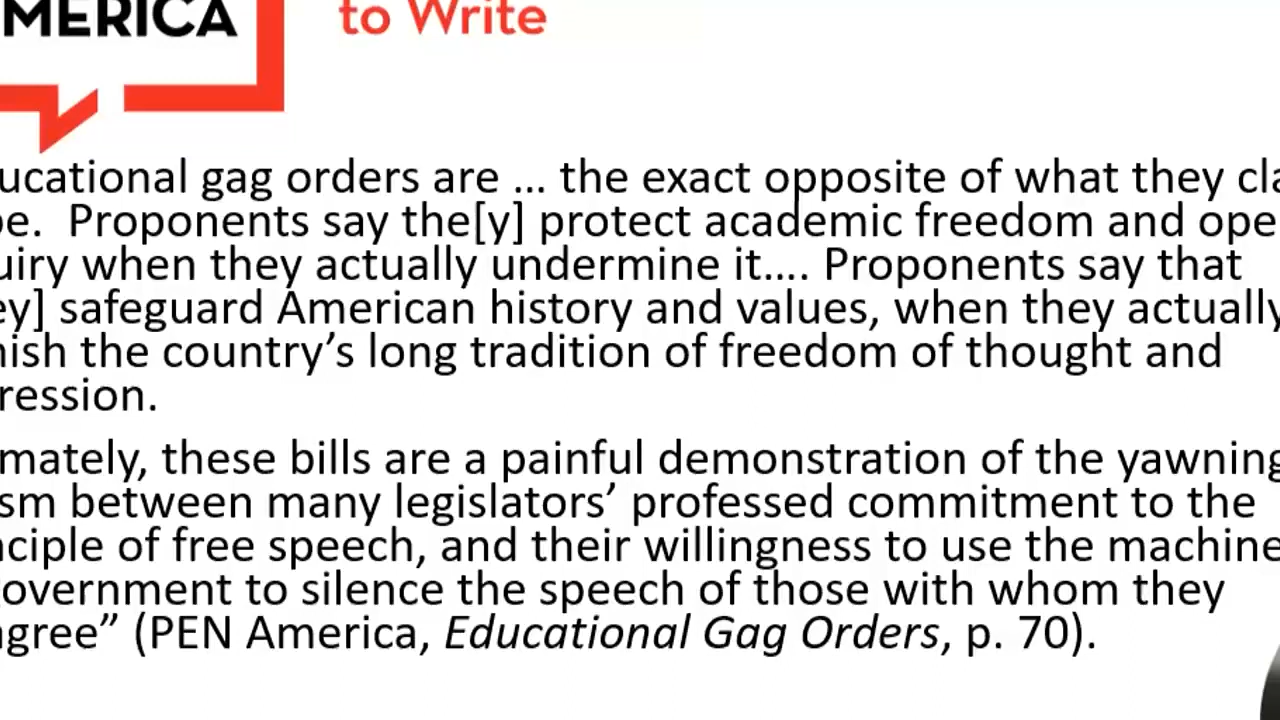 MERICA
to Write
ucational gag orders are ... the exact opposite of what they cla
be. Proponents say the[y] protect academic freedom and ope
uiry when they actually undermine it.... Proponents say that
ey] safeguard American history and values, when they actually
nish the country’s long tradition of freedom of thought and
ression.
mately, these bills are a painful demonstration of the yawning
sm between many legislators’ professed commitment to the
nciple of free speech, and their willingness to use the machine
overnment to silence the speech of those with whom they
agree” (PEN America, Educational Gag Orders, p. 70).